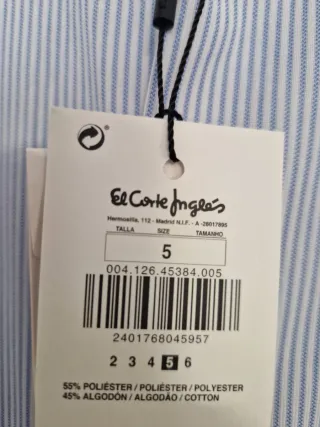 El Corte Inglés
Hermosilla, 112 - Madrid N.I.F. - A -28017895
TALLA SIZE TAMANHO
5
004.126.45384.005
2401768045957
2 3 4 5 6
55% POLIÉSTER / POLIÉSTER / POLYESTER
45% ALGODÓN / ALGODÃO / COTTON